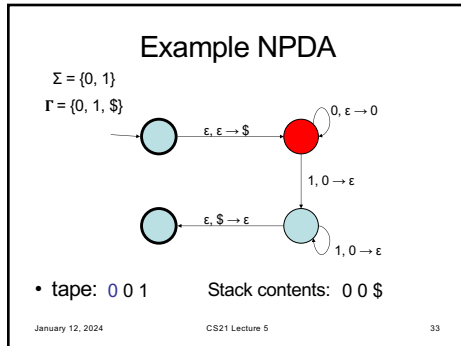 Example NPDA
Σ = {0, 1}
Γ = {0, 1, $}
ε, ε → $
0, ε → 0
1, 0 → ε
ε, $ → ε
1, 0 → ε
• tape: 0 0 1 Stack contents: 0 0 $
January 12, 2024 CS21 Lecture 5 33